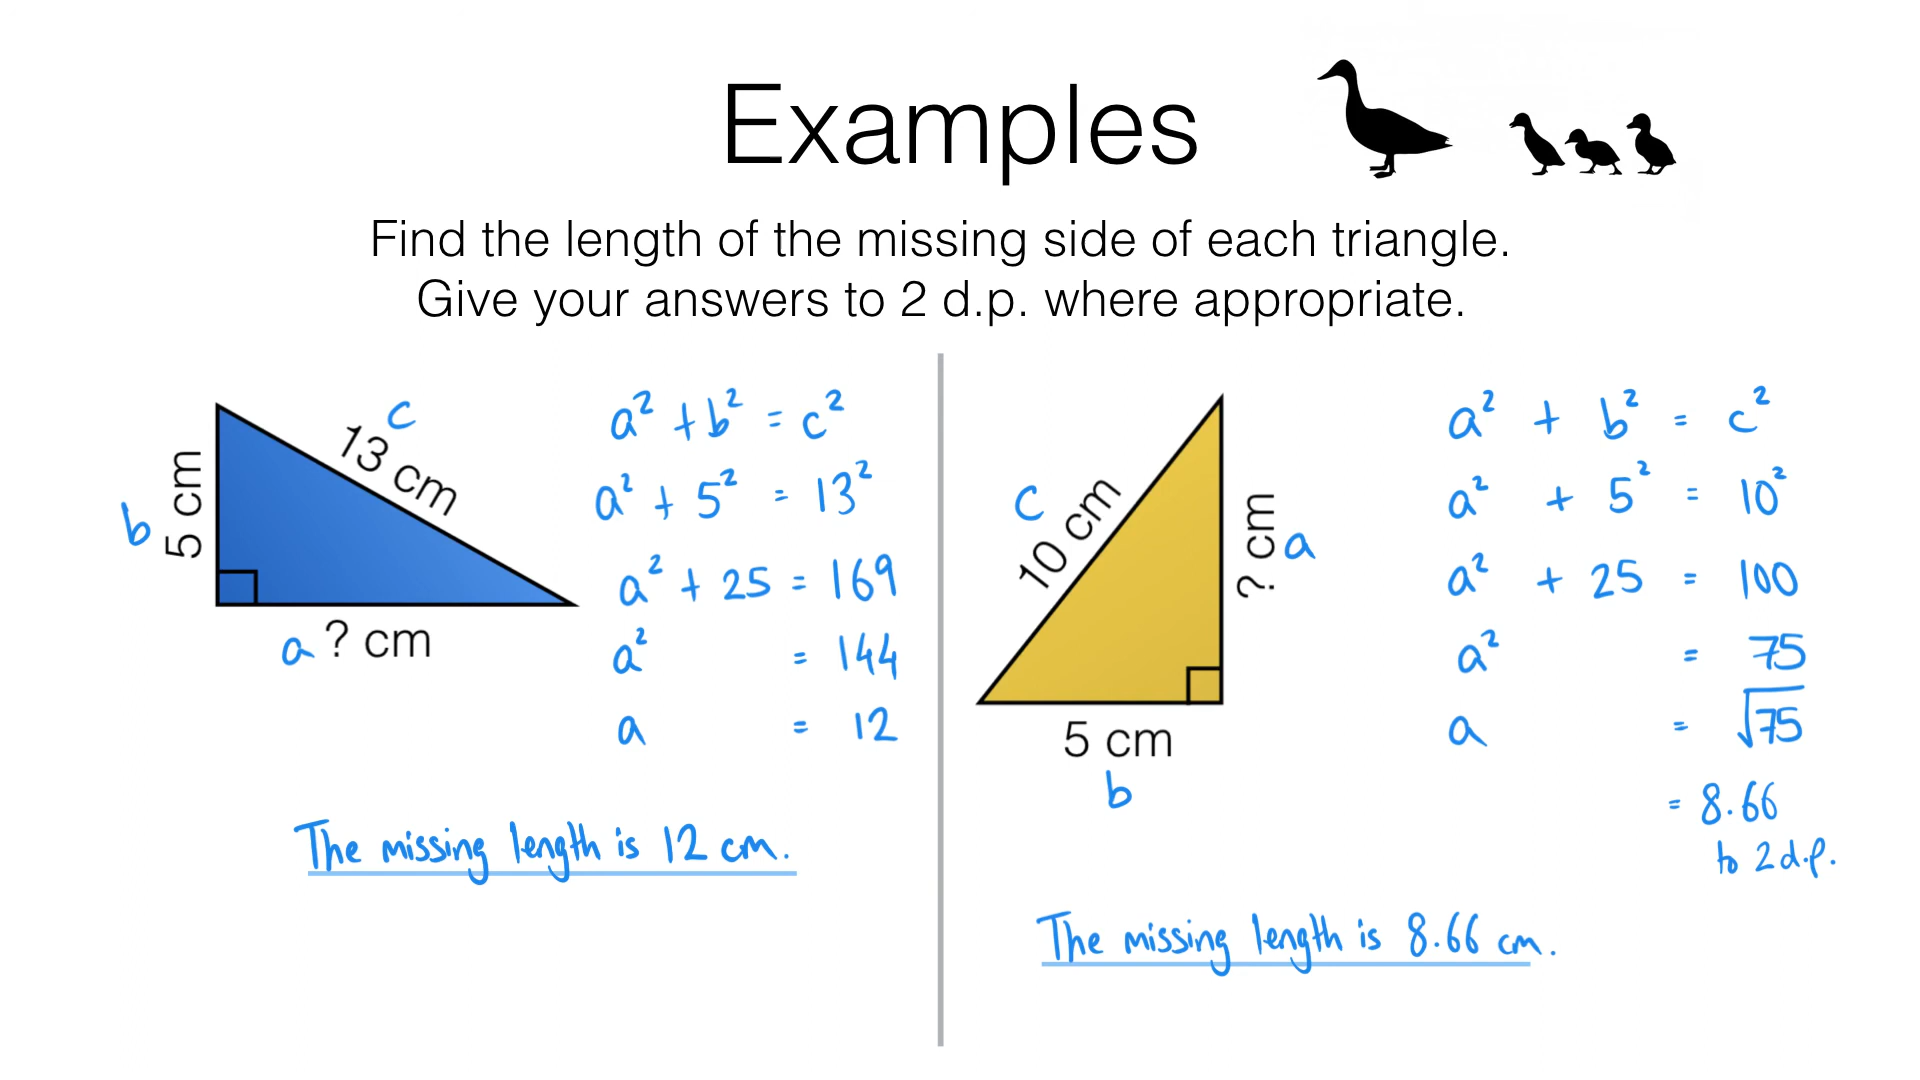 Examples
Find the length of the missing side of each triangle.
Give your answers to 2 d.p. where appropriate.
c
13 cm
b
5 cm
a ? cm
a² + b² = c²
a² + 5² = 13²
a² + 25 = 169
a² = 144
a = 12
The missing length is 12 cm.
c
10 cm
? cm
a
5 cm
b
a² + b² = c²
a² + 5² = 10²
a² + 25 = 100
a² = 75
a = √75
= 8.66
to 2 d.p.
The missing length is 8.66 cm.